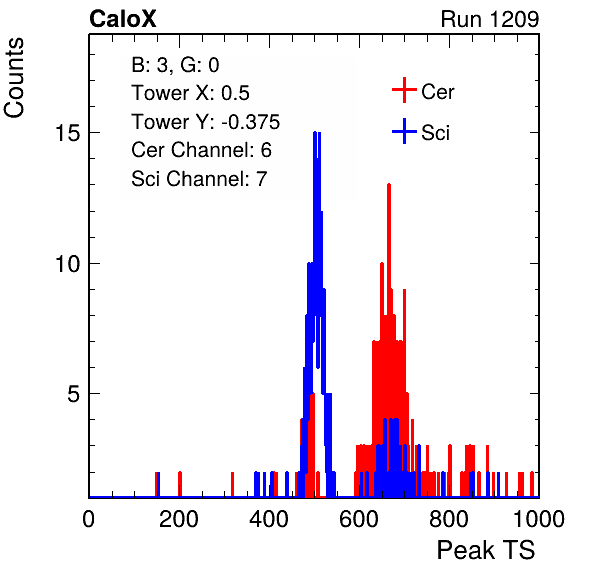 CaloX Run 1209
Counts
B: 3, G: 0
Tower X: 0.5
Tower Y: -0.375
Cer Channel: 6
Sci Channel: 7
Cer
Sci
15
10
5
0 200 400 600 800 1000
Peak TS